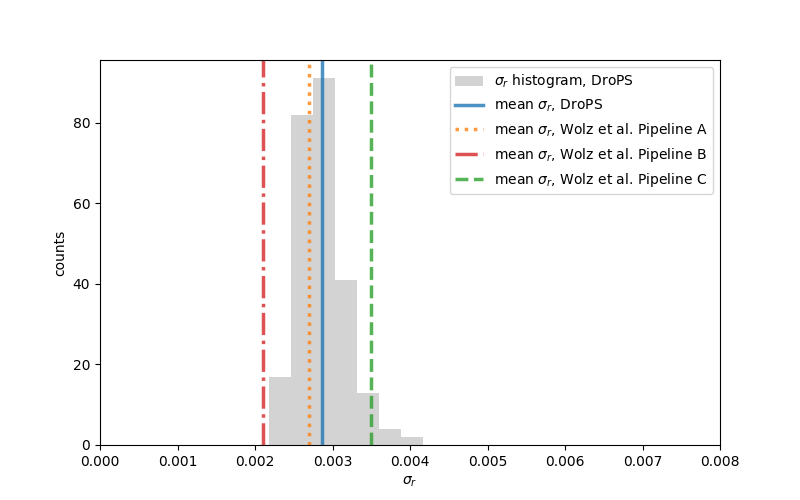 σr histogram, DroPS
mean σr, DroPS
mean σr, Wolz et al. Pipeline A
mean σr, Wolz et al. Pipeline B
mean σr, Wolz et al. Pipeline C
80
60
40
20
0
counts
0.000 0.001 0.002 0.003 0.004 0.005 0.006 0.007 0.008
σr